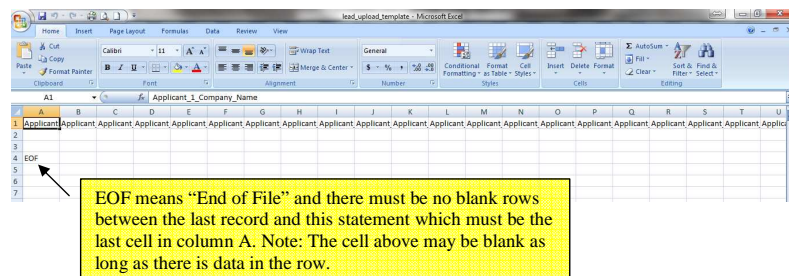 lead_upload_template - Microsoft Excel
Home Insert Page Layout Formulas Data Review View
Cut Calibri 11 A A Wrap Text General Σ AutoSum
Copy Fill
Paste Format Painter B I U A Merge & Center $ % , Conditional Format Cell Insert Delete Format Clear Sort & Find &
Formatting as Table Styles Filter Select
Clipboard Font Alignment Number Styles Cells Editing
A1 fx Applicant_1_Company_Name
A B C D E F G H I J K L M N O P Q R S T U
1 Applicant Applicant Applicant Applicant Applicant Applicant Applicant Applicant Applicant Applicant Applicant Applicant Applicant Applicant Applicant Applicant Applicant Applicant Applicant Applicant Applica
2
3
4 EOF
5
6
7
EOF means “End of File” and there must be no blank rows
between the last record and this statement which must be the
last cell in column A. Note: The cell above may be blank as
long as there is data in the row.